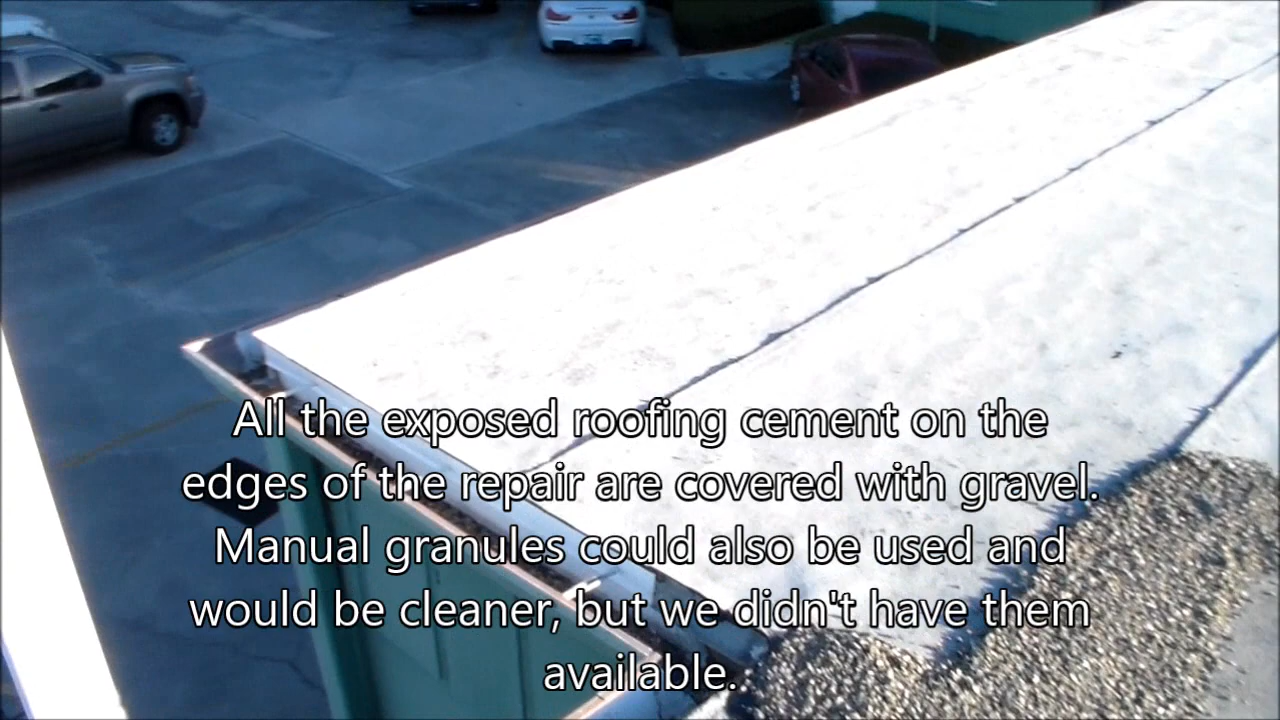 All the exposed roofing cement on the
edges of the repair are covered with gravel.
Manual granules could also be used and
would be cleaner, but we didn't have them
available.